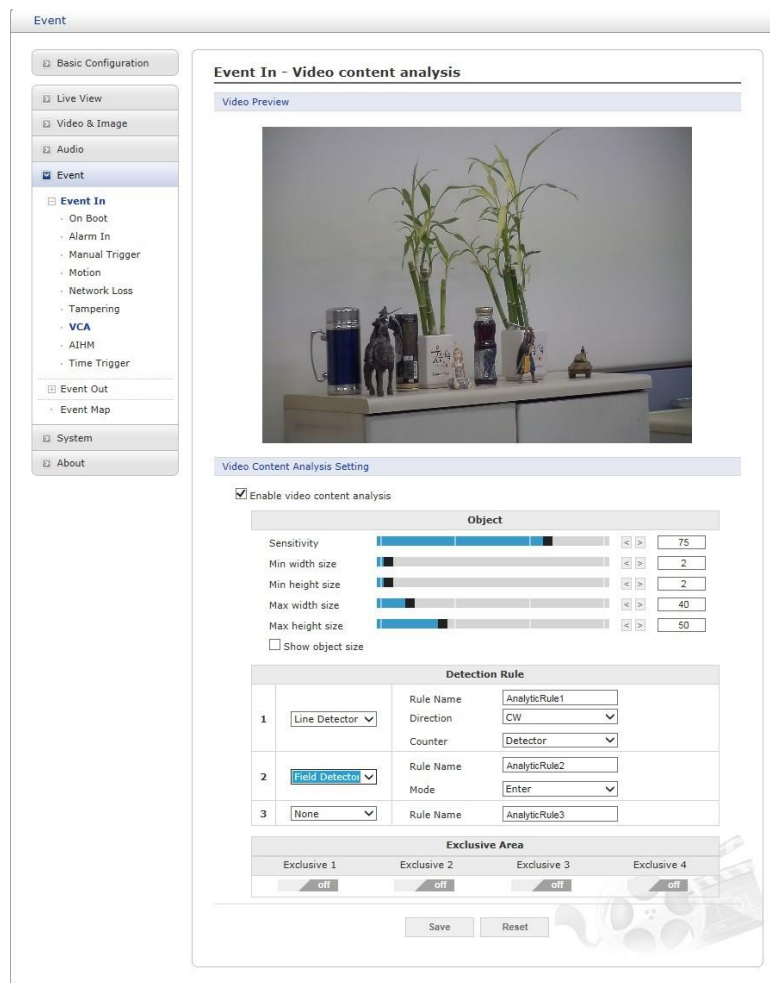 Event
Basic Configuration
Live View
Video & Image
Audio
Event
Event In
On Boot
Alarm In
Manual Trigger
Motion
Network Loss
Tampering
VCA
AIHM
Time Trigger
Event Out
Event Map
System
About
Event In - Video content analysis
Video Preview
Video Content Analysis Setting
Enable video content analysis
Object
Sensitivity < > 75
Min width size < > 2
Min height size < > 2
Max width size < > 40
Max height size < > 50
Show object size
Detection Rule
1 Line Detector Rule Name AnalyticRule1
Direction CW
Counter Detector
2 Field Detector Rule Name AnalyticRule2
Mode Enter
3 None Rule Name AnalyticRule3
Exclusive Area
Exclusive 1 Exclusive 2 Exclusive 3 Exclusive 4
off off off off
Save Reset